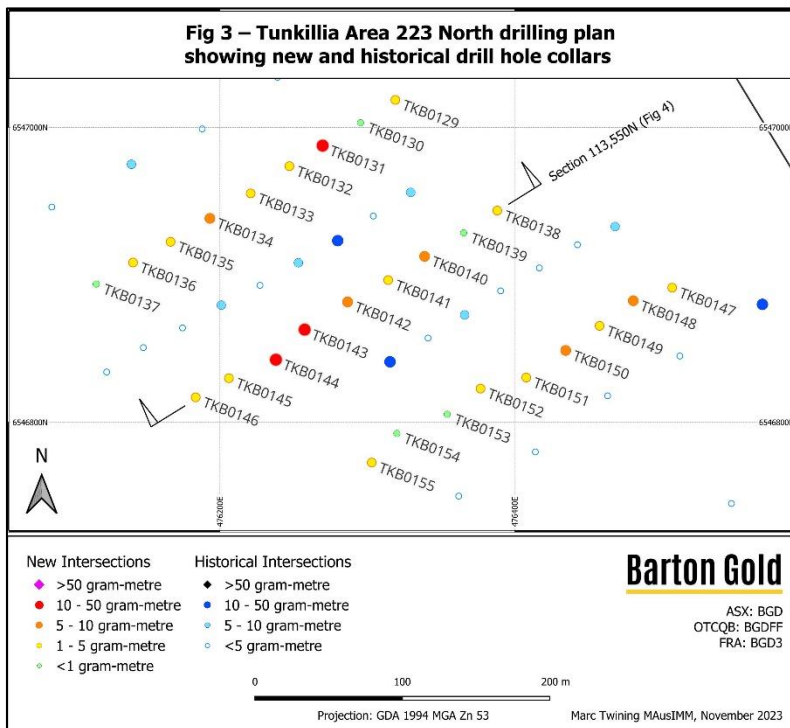 Fig 3 – Tunkillia Area 223 North drilling plan
showing new and historical drill hole collars
TKB0129
6547000N
TKB0130
6547000N
TKB0131
Section 113,550N (Fig 4)
TKB0132
TKB0133
TKB0138
TKB0134
TKB0139
TKB0135
TKB0140
TKB0136
TKB0141
TKB0147
TKB0137
TKB0142
TKB0148
TKB0143
TKB0149
TKB0144
TKB0150
TKB0145
TKB0151
TKB0146
TKB0152
6546800N
TKB0153
6546800N
TKB0154
TKB0155
N
476200E
476400E
New Intersections
>50 gram-metre
10 - 50 gram-metre
5 - 10 gram-metre
1 - 5 gram-metre
<1 gram-metre
Historical Intersections
>50 gram-metre
10 - 50 gram-metre
5 - 10 gram-metre
<5 gram-metre
Barton Gold
ASX: BGD
OTCQB: BGDFF
FRA: BGD3
0 100 200 m
Projection: GDA 1994 MGA Zn 53
Marc Twining MAusIMM, November 2023